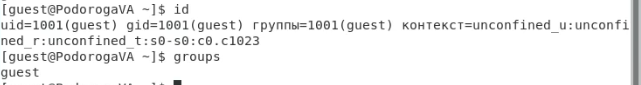 [guest@PodorogaVA ~]$ id
uid=1001(guest) gid=1001(guest) группы=1001(guest) контекст=unconfined_u:unconfi
ned_r:unconfined_t:s0-s0:c0.c1023
[guest@PodorogaVA ~]$ groups
guest
[guest@PodorogaVA ~]$